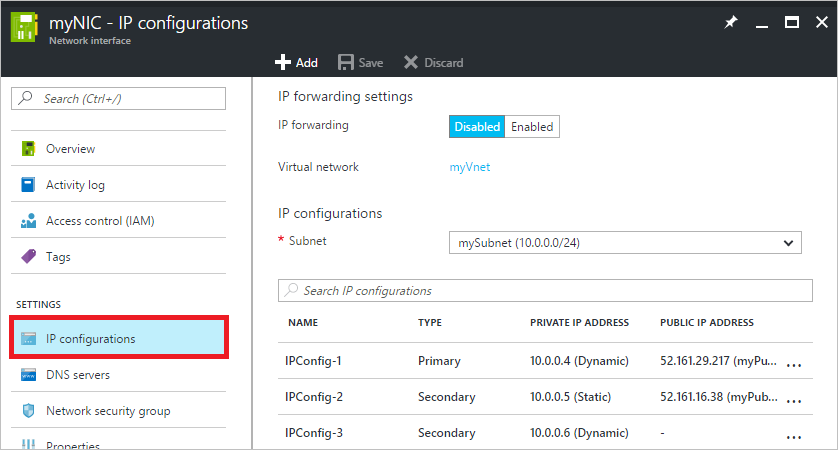 myNIC - IP configurations
Network interface
Add Save Discard
Search (Ctrl+/)
Overview
Activity log
Access control (IAM)
Tags
SETTINGS
IP configurations
DNS servers
Network security group
Properties
IP forwarding settings
IP forwarding Disabled Enabled
Virtual network myVnet
IP configurations
* Subnet mySubnet (10.0.0.0/24)
Search IP configurations
NAME TYPE PRIVATE IP ADDRESS PUBLIC IP ADDRESS
IPConfig-1 Primary 10.0.0.4 (Dynamic) 52.161.29.217 (myPu... ...
IPConfig-2 Secondary 10.0.0.5 (Static) 52.161.16.38 (myPub... ...
IPConfig-3 Secondary 10.0.0.6 (Dynamic) - ...